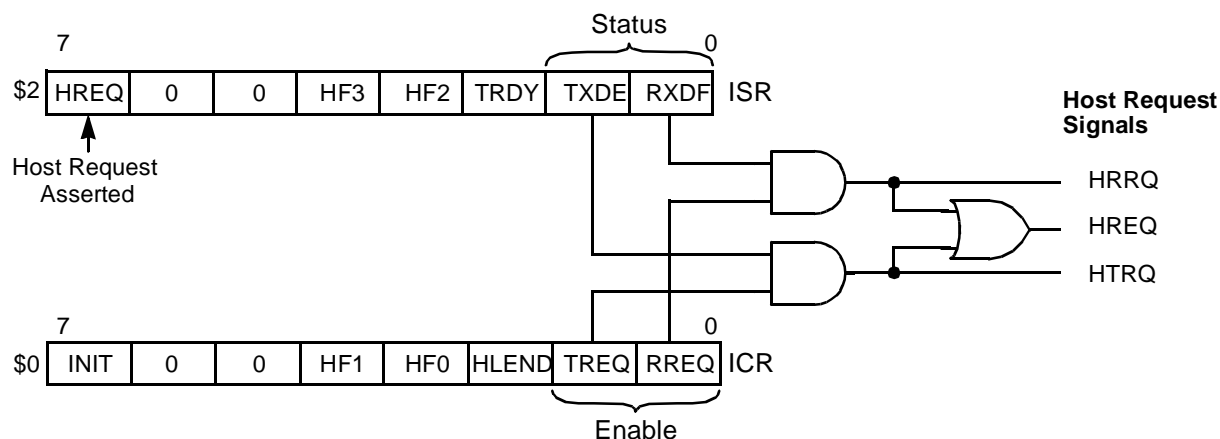 Status
7 0
$2 HREQ 0 0 HF3 HF2 TRDY TXDE RXDF ISR
Host Request
Asserted
Host Request
Signals
HRRQ
HREQ
HTRQ
7 0
$0 INIT 0 0 HF1 HF0 HLEND TREQ RREQ ICR
Enable